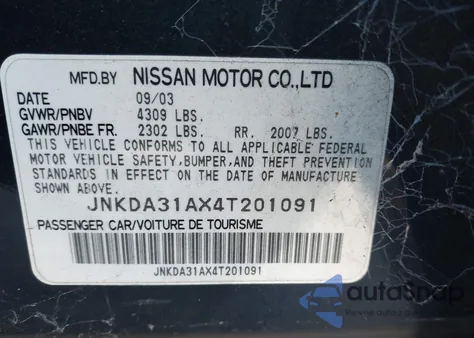 MFD.BY NISSAN MOTOR CO.,LTD
DATE 09/03
GVWR/PNBV 4309 LBS.
GAWR/PNBE FR. 2302 LBS. RR. 2007 LBS.
THIS VEHICLE CONFORMS TO ALL APPLICABLE FEDERAL
MOTOR VEHICLE SAFETY, BUMPER, AND THEFT PREVENTION
STANDARDS IN EFFECT ON THE DATE OF MANUFACTURE
SHOWN ABOVE.
JNKDA31AX4T201091
PASSENGER CAR/VOITURE DE TOURISME
JNKDA31AX4T201091
autoSnap